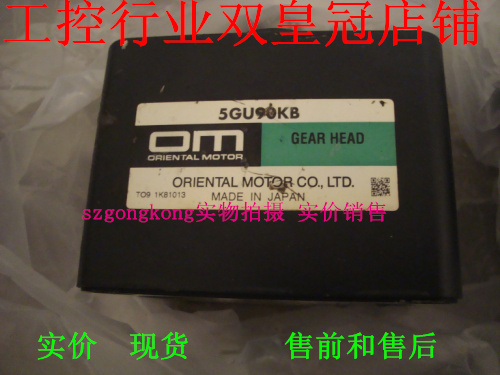 工控行业双皇冠店铺
5GU90KB
om
ORIENTAL MOTOR
GEAR HEAD
ORIENTAL MOTOR CO., LTD.
TO9 1KB1013
MADE IN JAPAN
szgongkong实物拍摄 实价销售
实价 现货 售前和售后